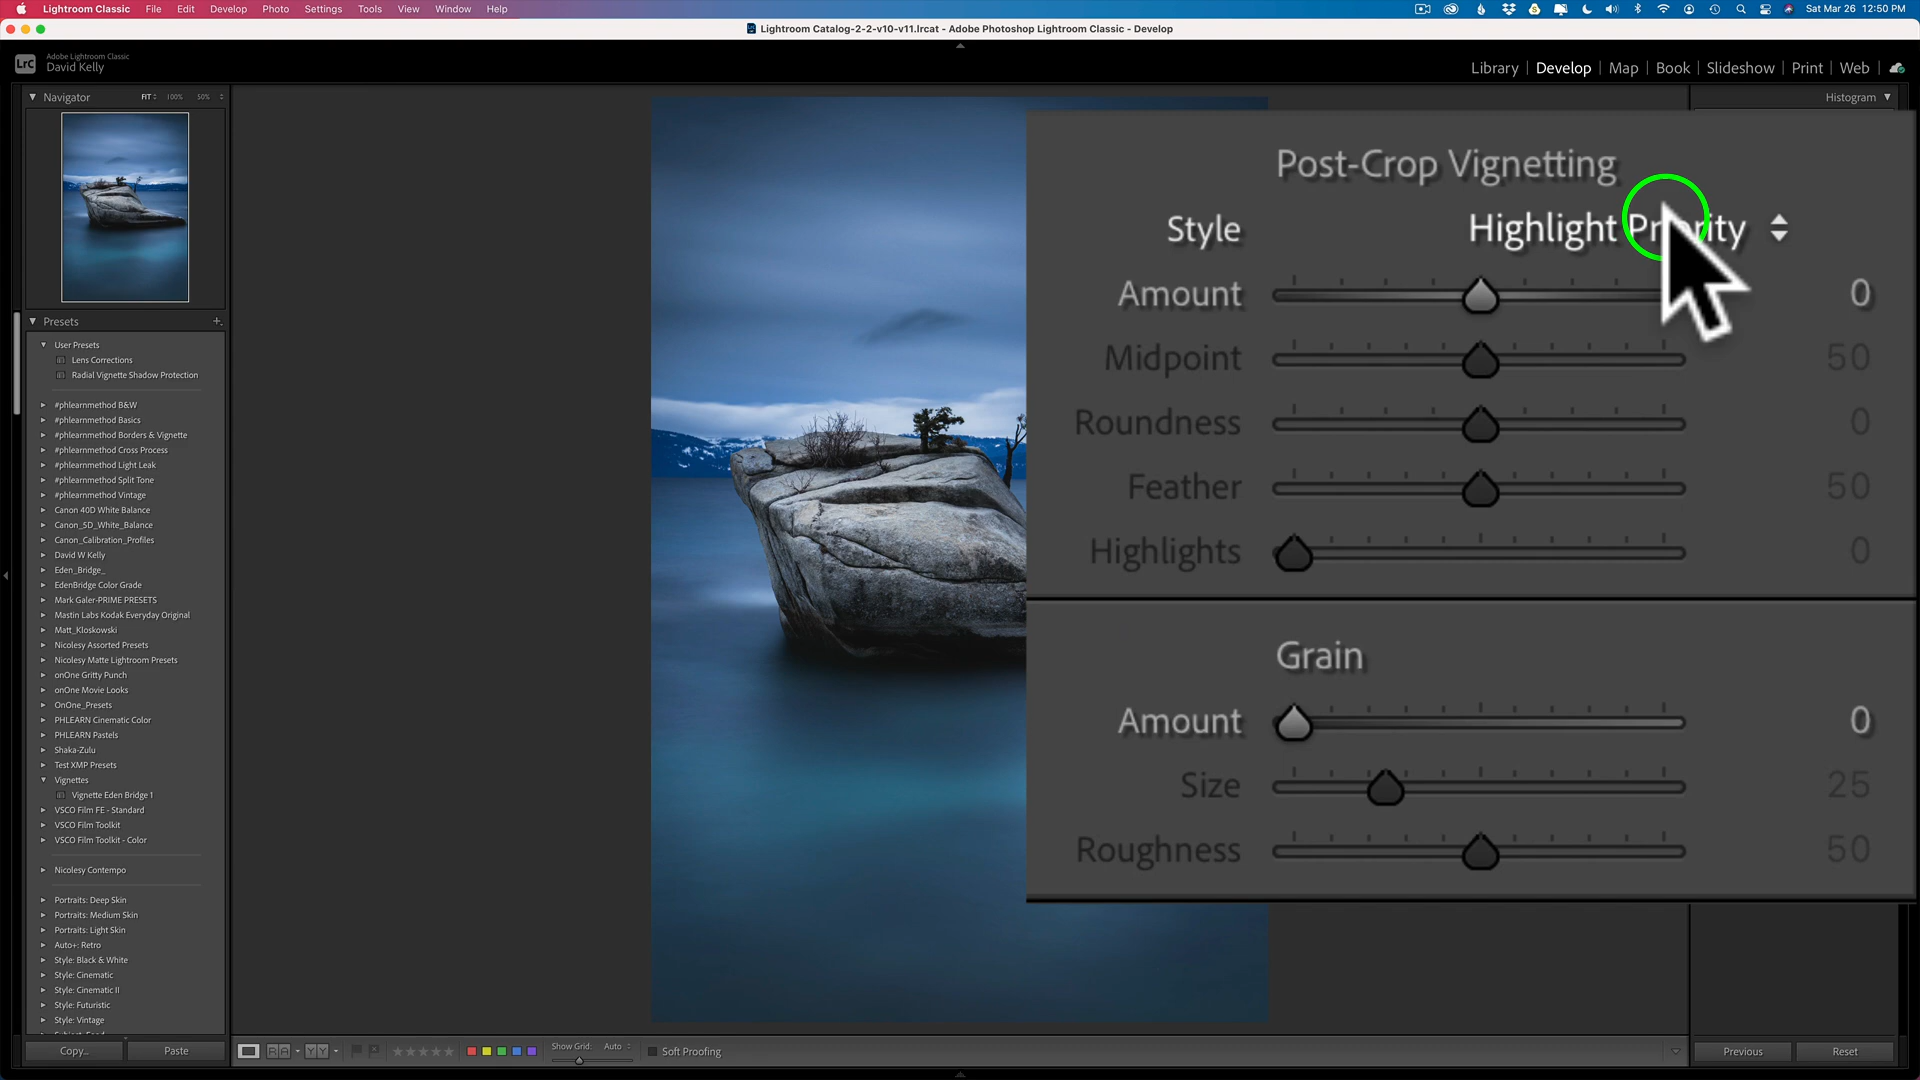 Lightroom Classic File Edit Develop Photo Settings Tools View Window Help Sat Mar 26 12:50 PM
Lightroom Catalog-2-2-v10-v11.lrcat - Adobe Photoshop Lightroom Classic - Develop
LrC
Adobe Lightroom Classic
David Kelly
Library | Develop | Map | Book | Slideshow | Print | Web
Navigator FIT 100% 50%
Histogram
Presets
User Presets
Lens Corrections
Radial Vignette Shadow Protection
#phlearnmethod B&W
#phlearnmethod Basics
#phlearnmethod Borders & Vignette
#phlearnmethod Cross Process
#phlearnmethod Light Leak
#phlearnmethod Split Tone
#phlearnmethod Vintage
Canon 40D White Balance
Canon_5D_White_Balance
Canon_Calibration_Profiles
David W Kelly
Eden_Bridge_
EdenBridge Color Grade
Mark Galer-PRIME PRESETS
Mastin Labs Kodak Everyday Original
Matt_Kloskowski
Nicolesy Assorted Presets
Nicolesy Matte Lightroom Presets
onOne Gritty Punch
onOne Movie Looks
OnOne_Presets
PHLEARN Cinematic Color
PHLEARN Pastels
Shaka-Zulu
Test XMP Presets
Vignettes
Vignette Eden Bridge 1
VSCO Film FE - Standard
VSCO Film Toolkit
VSCO Film Toolkit - Color
Nicolesy Contempo
Portraits: Deep Skin
Portraits: Medium Skin
Portraits: Light Skin
Auto+: Retro
Style: Black & White
Style: Cinematic
Style: Cinematic II
Style: Futuristic
Style: Vintage
Copy... Paste
Post-Crop Vignetting
Style Highlight Priority
Amount 0
Midpoint 50
Roundness 0
Feather 50
Highlights 0
Grain
Amount 0
Size 25
Roughness 50
R A Y Y Show Grid: Auto Soft Proofing
Previous Reset